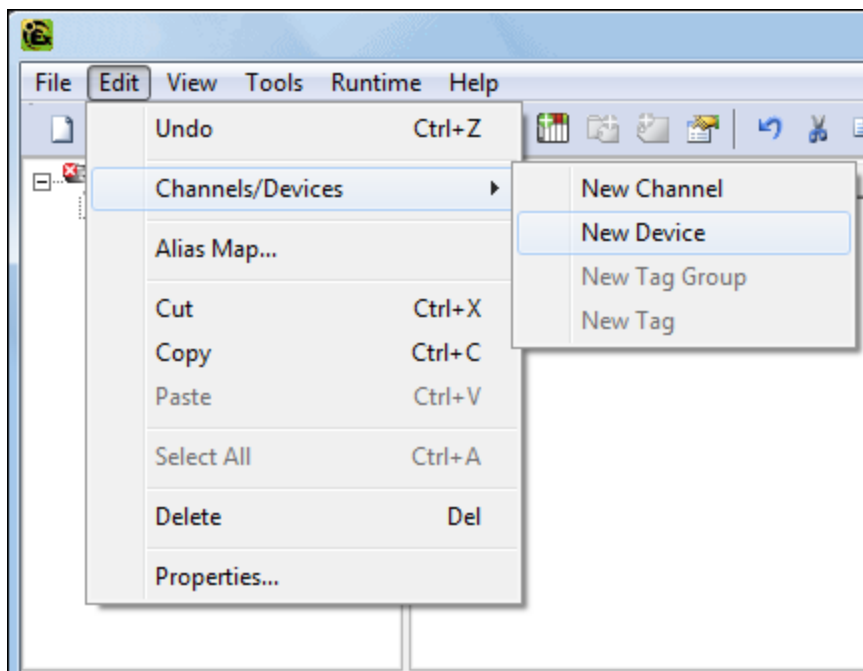 File Edit View Tools Runtime Help
Undo Ctrl+Z
Channels/Devices
New Channel
New Device
New Tag Group
New Tag
Alias Map...
Cut Ctrl+X
Copy Ctrl+C
Paste Ctrl+V
Select All Ctrl+A
Delete Del
Properties...